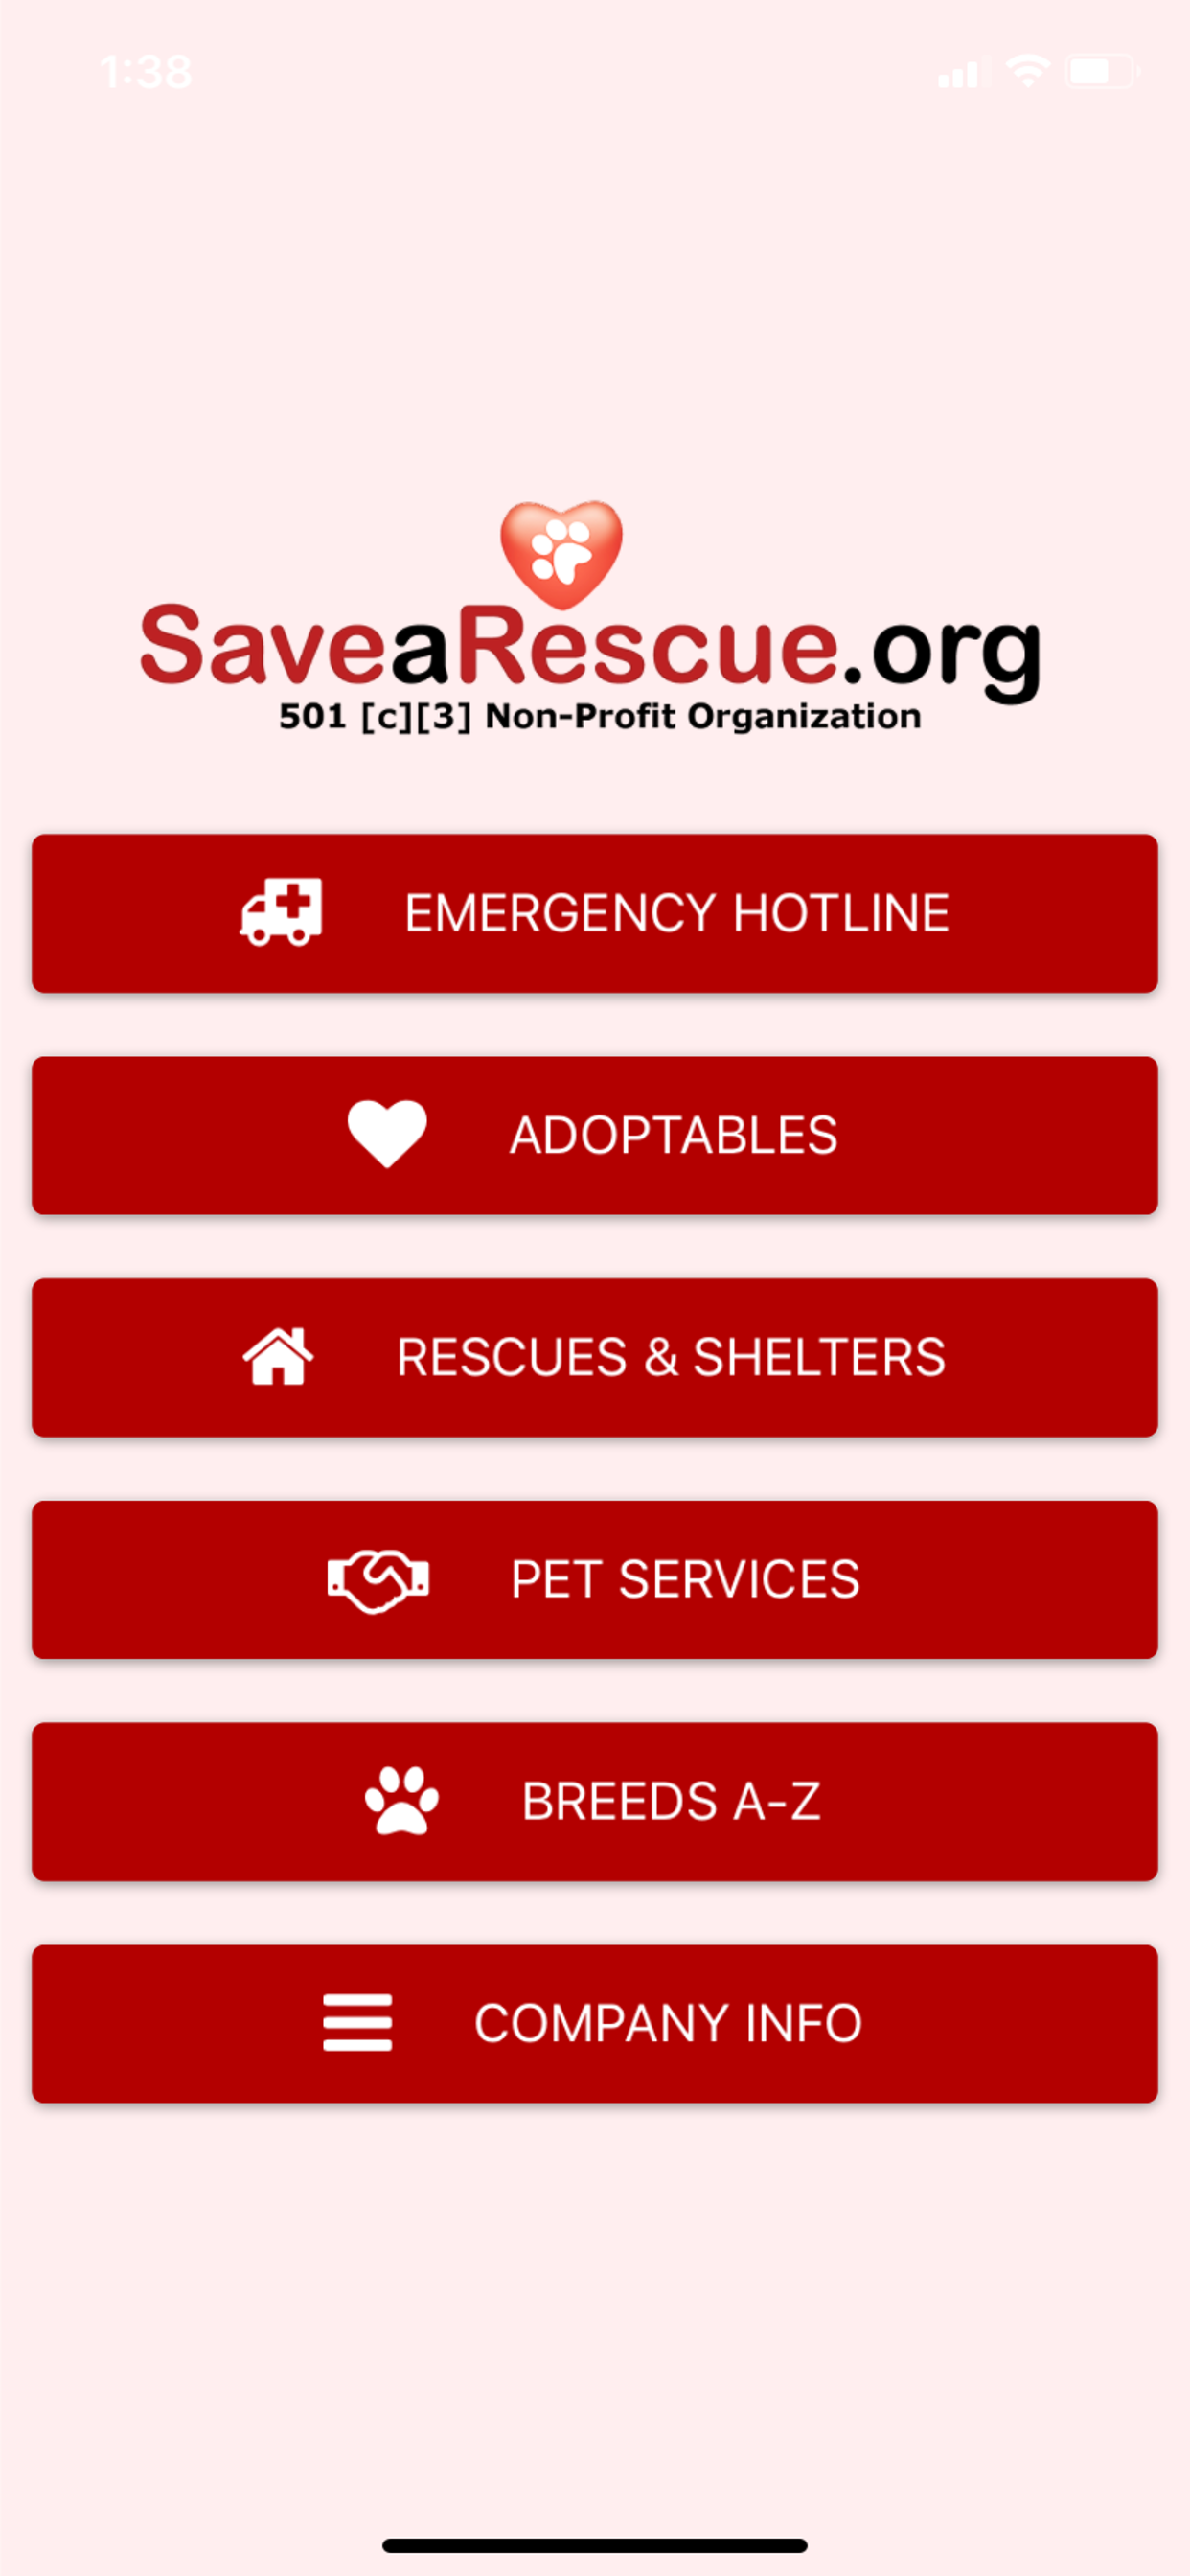 1:38
SaveaRescue.org
501 [c][3] Non-Profit Organization
EMERGENCY HOTLINE
ADOPTABLES
RESCUES & SHELTERS
PET SERVICES
BREEDS A-Z
COMPANY INFO